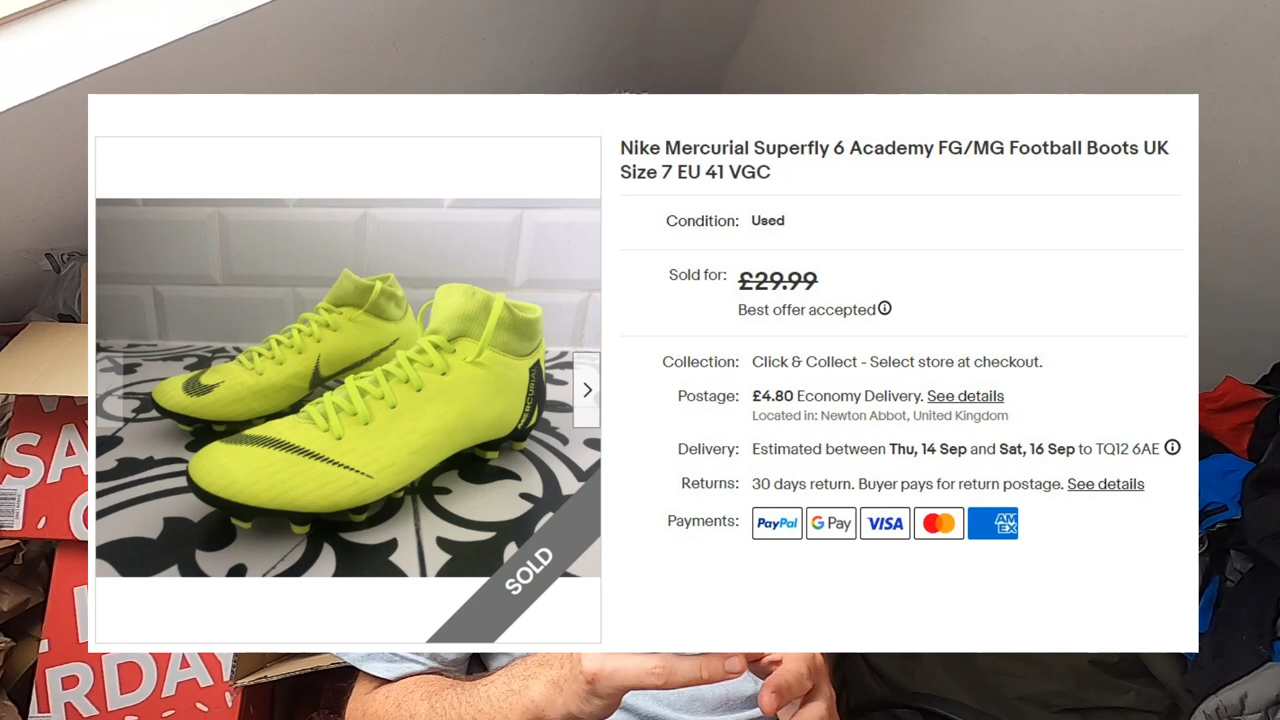 Nike Mercurial Superfly 6 Academy FG/MG Football Boots UK
Size 7 EU 41 VGC
Condition: Used
Sold for: £29.99
Best offer accepted
Collection: Click & Collect - Select store at checkout.
Postage: £4.80 Economy Delivery. See details
Located in: Newton Abbot, United Kingdom
Delivery: Estimated between Thu, 14 Sep and Sat, 16 Sep to TQ12 6AE
Returns: 30 days return. Buyer pays for return postage. See details
Payments: PayPal G Pay VISA AM EX
MERCURIAL
SOLD
SA
RDAY